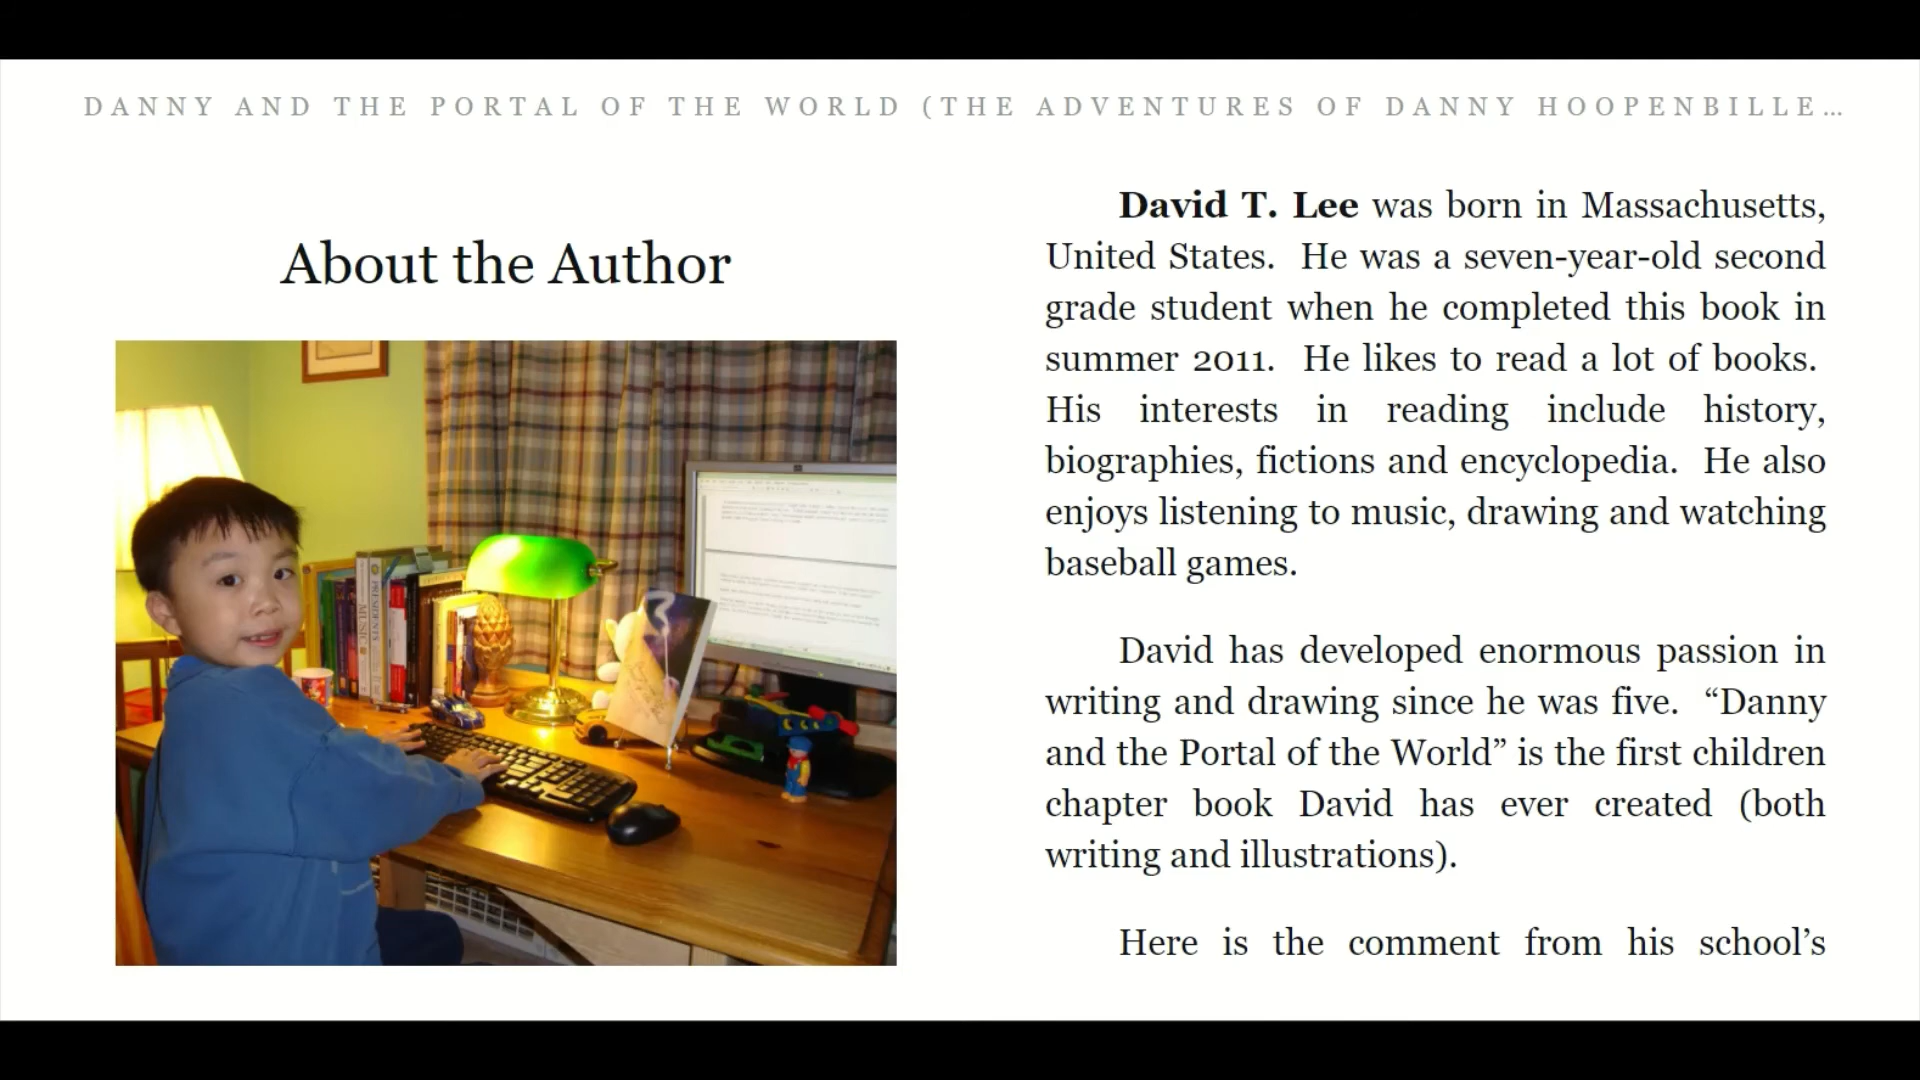 DANNY AND THE PORTAL OF THE WORLD (THE ADVENTURES OF DANNY HOOPENBILLE…
About the Author
MUSIC
PRESIDENTS
David T. Lee was born in Massachusetts,
United States.  He was a seven-year-old second
grade student when he completed this book in
summer 2011.  He likes to read a lot of books.
His interests in reading include history,
biographies, fictions and encyclopedia.  He also
enjoys listening to music, drawing and watching
baseball games.
David has developed enormous passion in
writing and drawing since he was five.  “Danny
and the Portal of the World” is the first children
chapter book David has ever created (both
writing and illustrations).
Here is the comment from his school’s